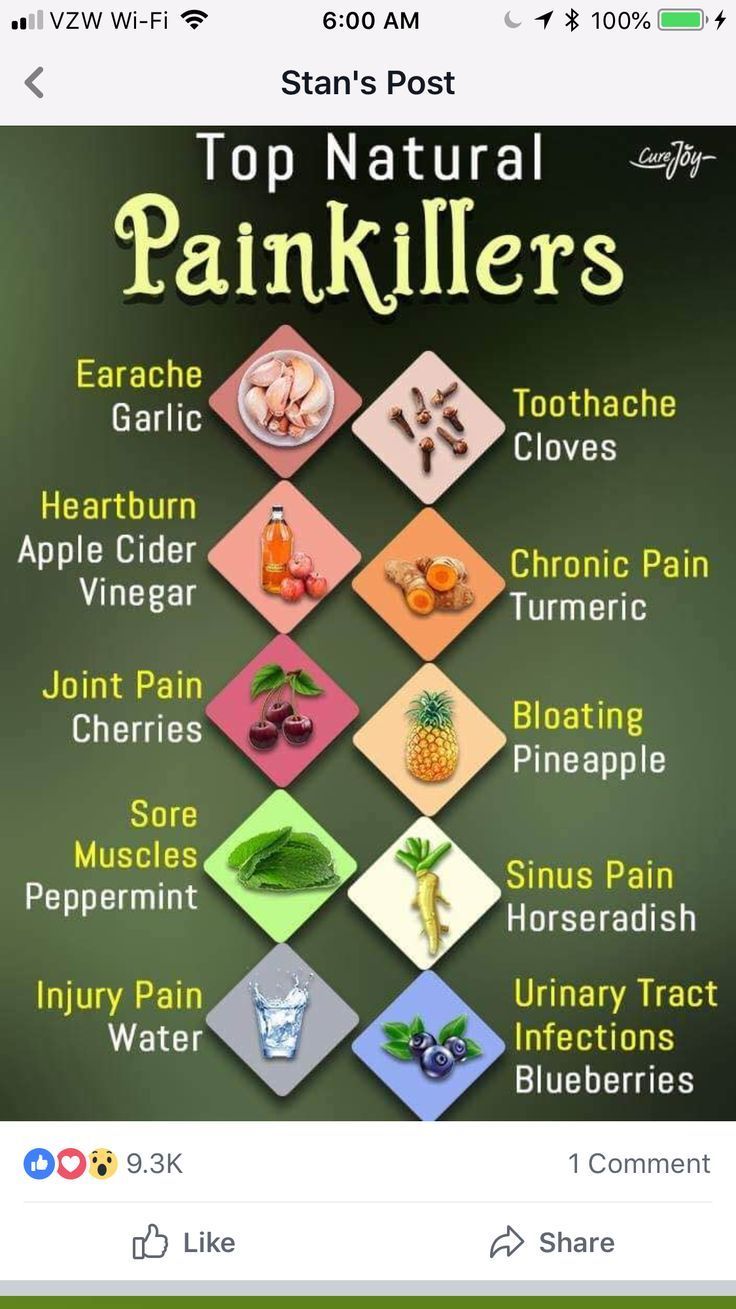 VZW Wi-Fi 6:00 AM 100%
Stan's Post
Top Natural
CureJoy
Painkillers
Earache
Garlic
Toothache
Cloves
Heartburn
Apple Cider
Vinegar
Chronic Pain
Turmeric
Joint Pain
Cherries
Bloating
Pineapple
Sore
Muscles
Peppermint
Sinus Pain
Horseradish
Injury Pain
Water
Urinary Tract
Infections
Blueberries
9.3K 1 Comment
Like Share